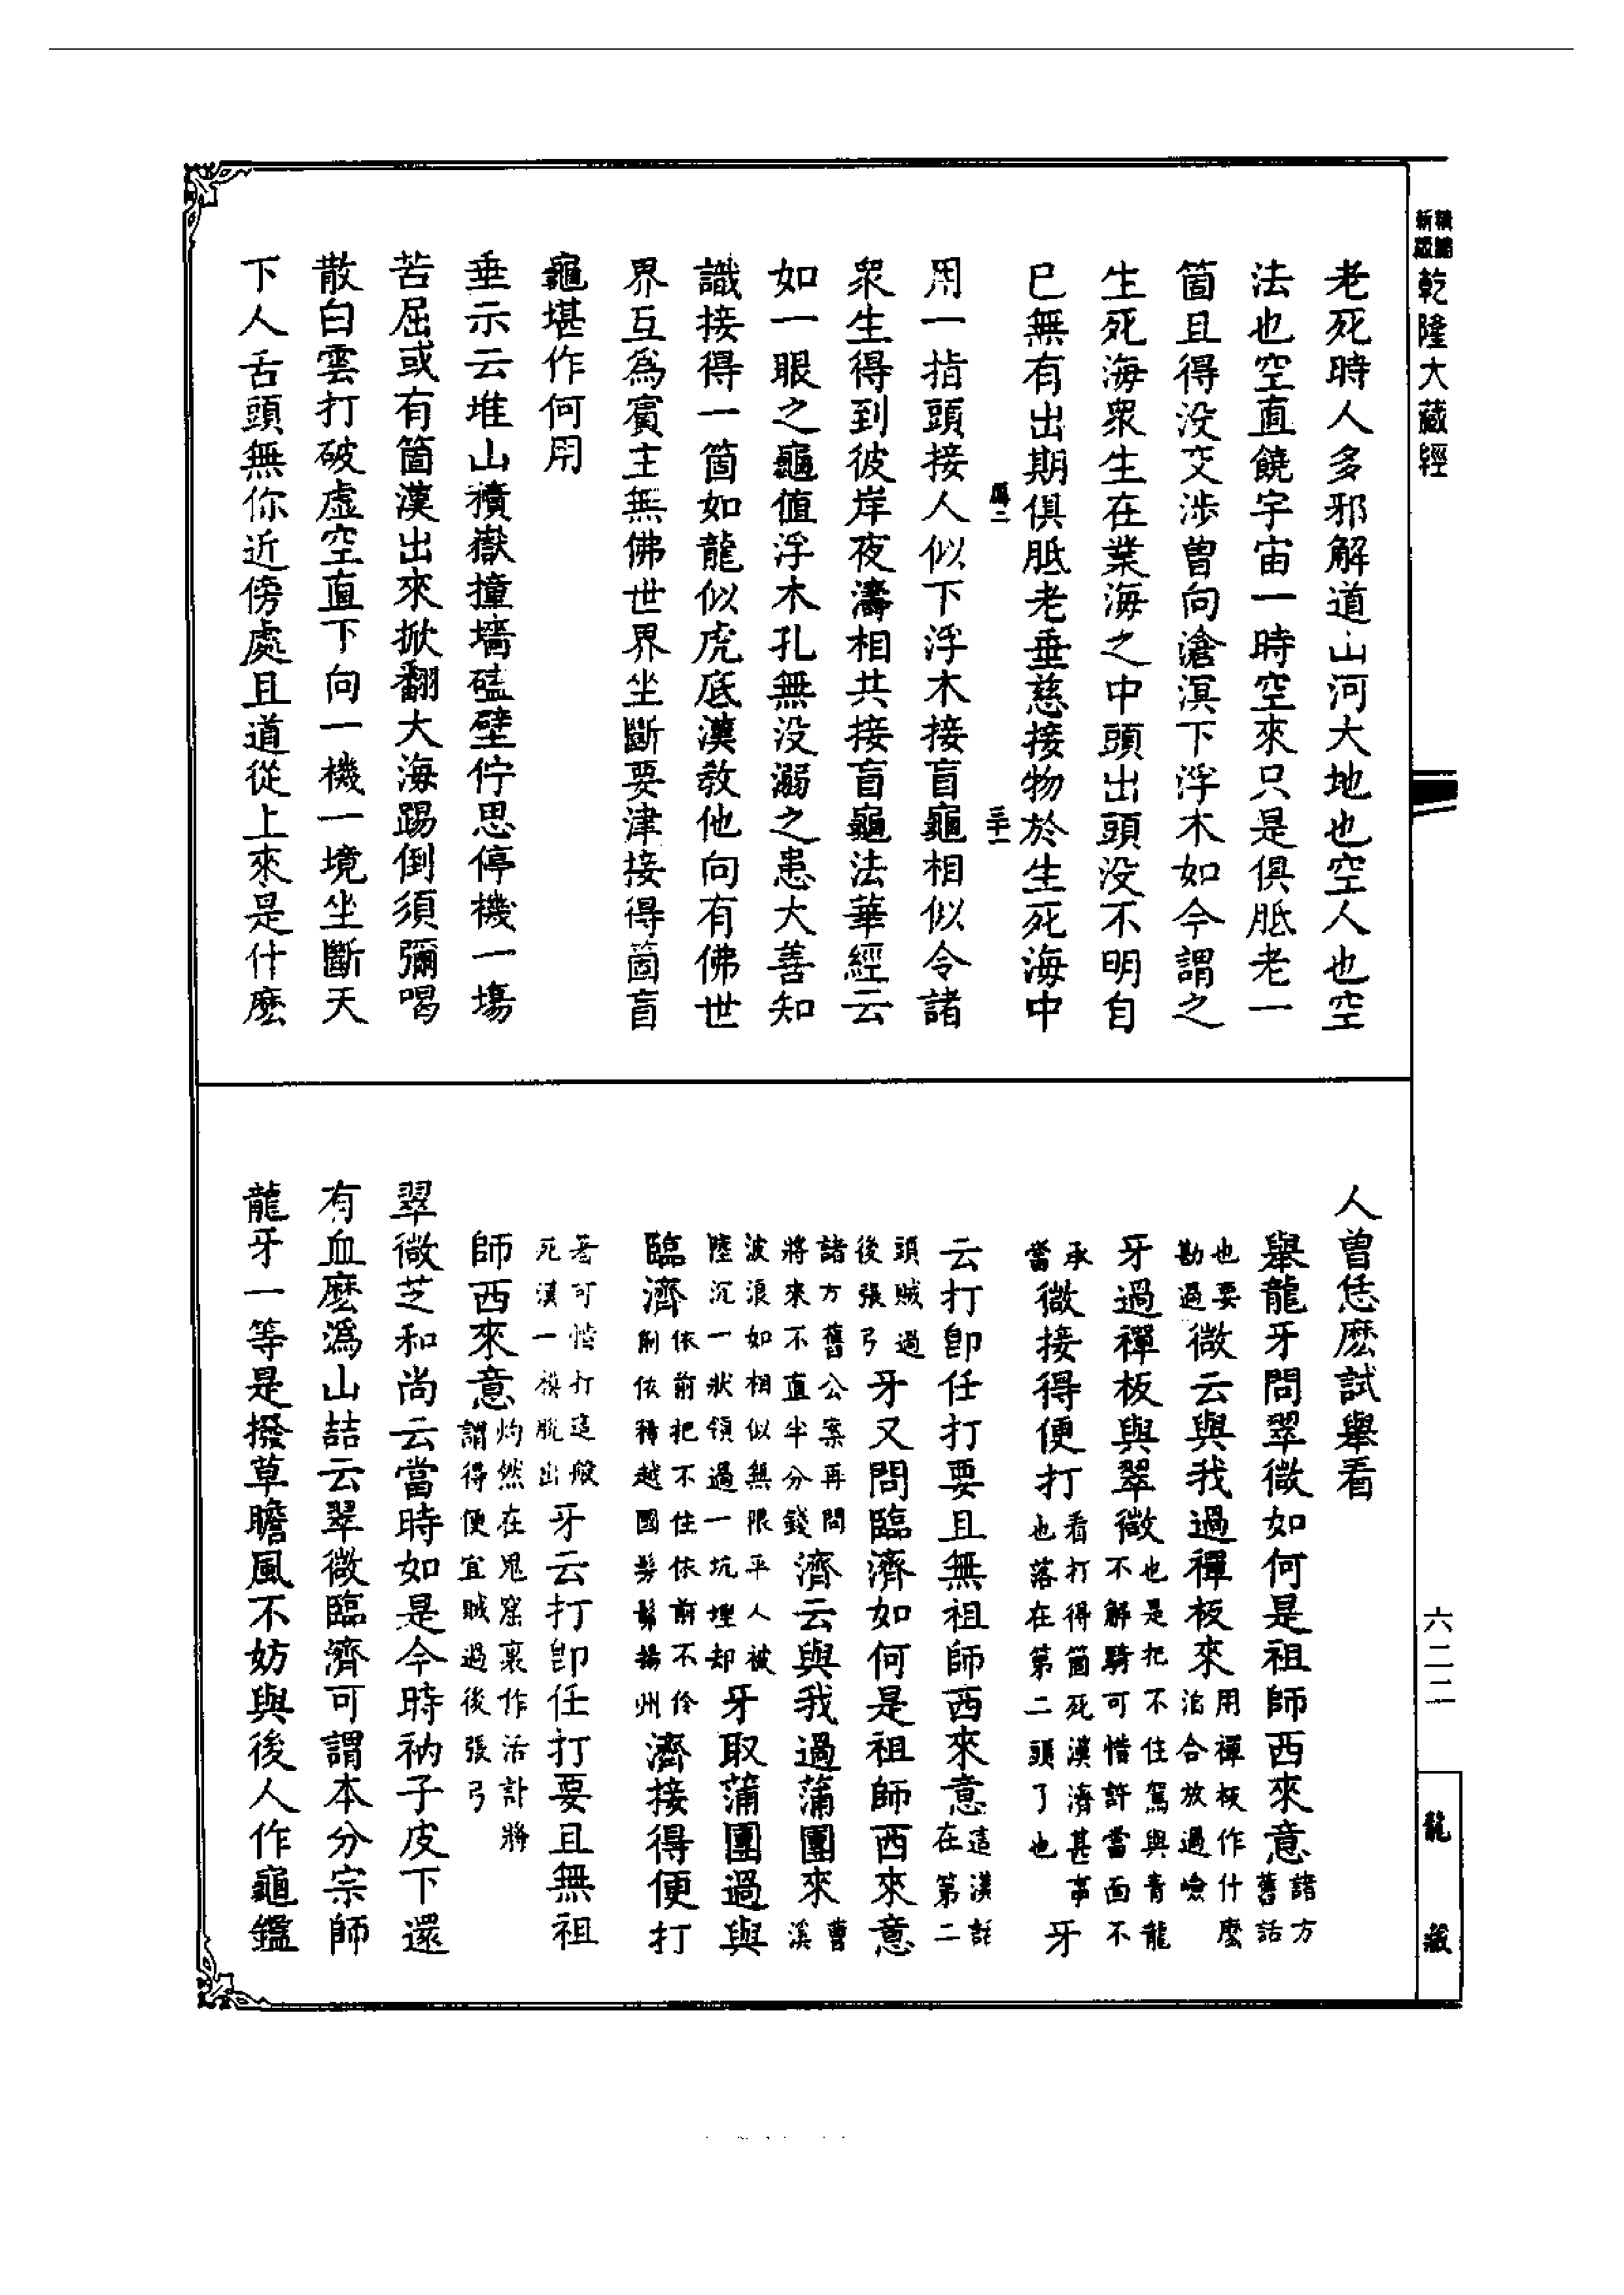 精縮新版乾隆大藏經
老死時人多邪解道山河大地也空人也空
法也空直饒宇宙一時空來只是俱胝老一
箇且得没交涉曾向滄溟下浮木如今謂之
生死海衆生在業海之中頭出頭没不明自
已無有出期俱胝老垂慈接物於生死海中
用一指頭接人似下浮木接盲龜相似令諸
衆生得到彼岸夜濤相共接盲龜法華經云
如一眼之龜值浮木孔無没溺之患大善知
識接得一箇如龍似虎底漢教他向有佛世
界互爲賓主無佛世界坐斷要津接得箇盲
龜堪作何用
垂示云堆山積嶽撞墻磕壁佇思停機一場
苦屈或有箇漢出來掀翻大海踢倒須彌喝
散白雲打破虛空直下向一機一境坐斷天
下人舌頭無你近傍處且道從上來是什麽
人曾恁麽試舉看
舉龍牙問翠微如何是祖師西來意諸方舊話
也要勘過微云與我過禪板來用禪板作什麽洎合放過嶮
牙過禪板與翠微也是把不住駕與青龍不解騎可惜許當面不
承當微接得便打看打得箇死漢濟甚事也落在第二頭了也牙
云打卽任打要且無祖師西來意這漢話在第二
頭賊過後張弓牙又問臨濟如何是祖師西來意
諸方舊公案再問將來不直半分錢濟云與我過蒲團來曹溪
波浪如相似無限平人被陸沉一狀領過一坑埋却牙取蒲團過與
臨濟依前把不住依前不伶俐依稀越國髣髴揚州濟接得便打
著可惜打這般死漢一模脫出牙云打卽任打要且無祖
師西來意灼然在鬼窟裏作活計將謂得便宜賊過後張弓
翠微芝和尚云當時如是今時衲子皮下還
有血麽溈山喆云翠微臨濟可謂本分宗師
龍牙一等是撥草瞻風不妨與後人作龜鑑
六二二
龍藏